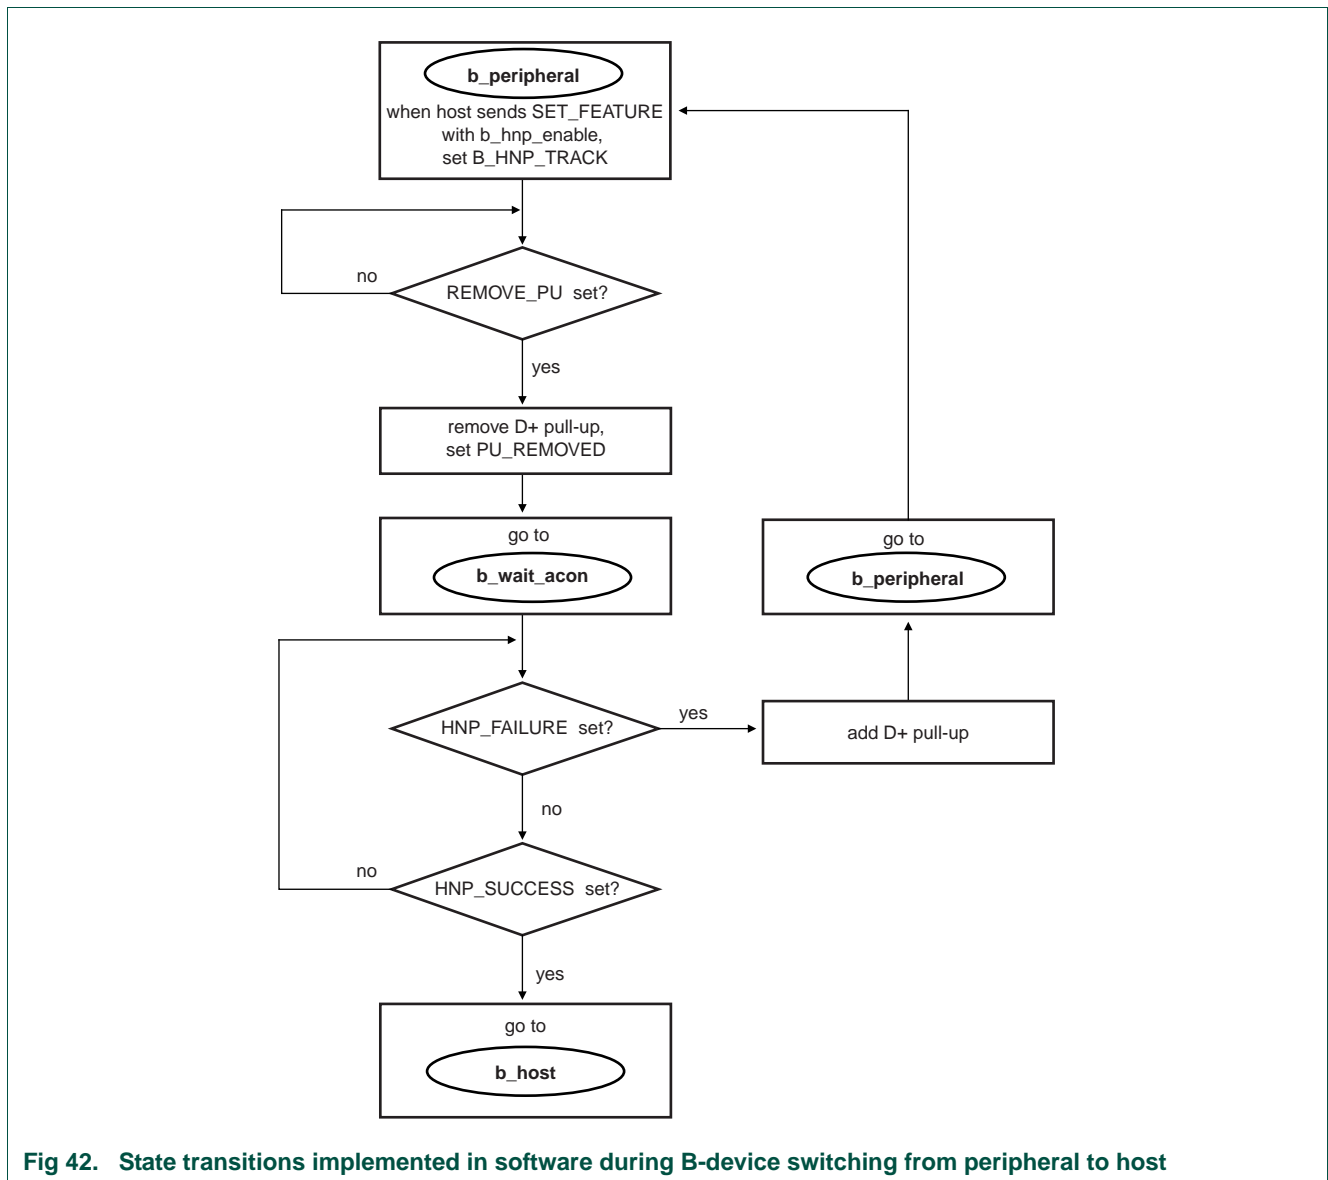 b_peripheral
when host sends SET_FEATURE
with b_hnp_enable,
set B_HNP_TRACK
no
REMOVE_PU set?
yes
remove D+ pull-up,
set PU_REMOVED
go to
b_wait_acon
go to
b_peripheral
HNP_FAILURE set?
yes
add D+ pull-up
no
no
HNP_SUCCESS set?
yes
go to
b_host
Fig 42. State transitions implemented in software during B-device switching from peripheral to host